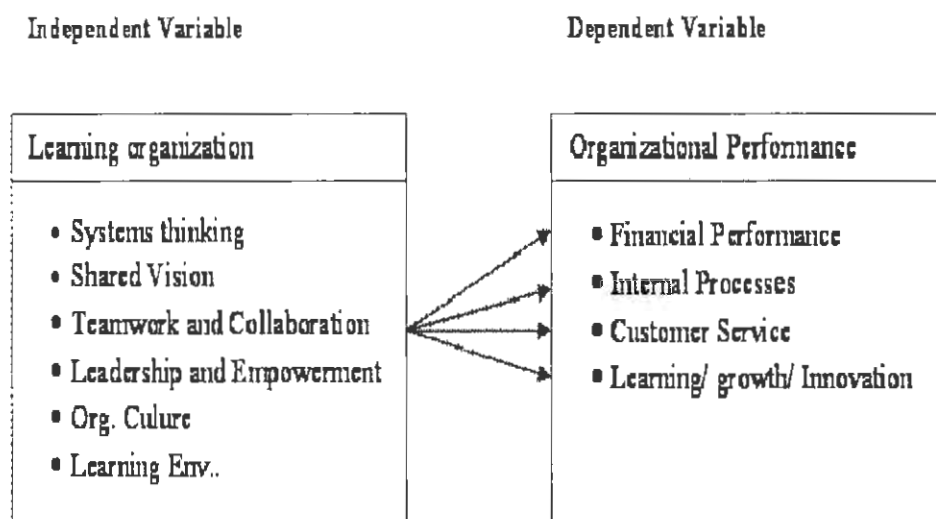 Independent Variable
Dependent Variable
Learning organization
• Systems thinking
• Shared Vision
• Teamwork and Collaboration
• Leadership and Empowerment
• Org. Culure
• Learning Env..
Organizational Performance
• Financial Performance
• Internal Processes
• Customer Service
• Learning/ growth/ Innovation